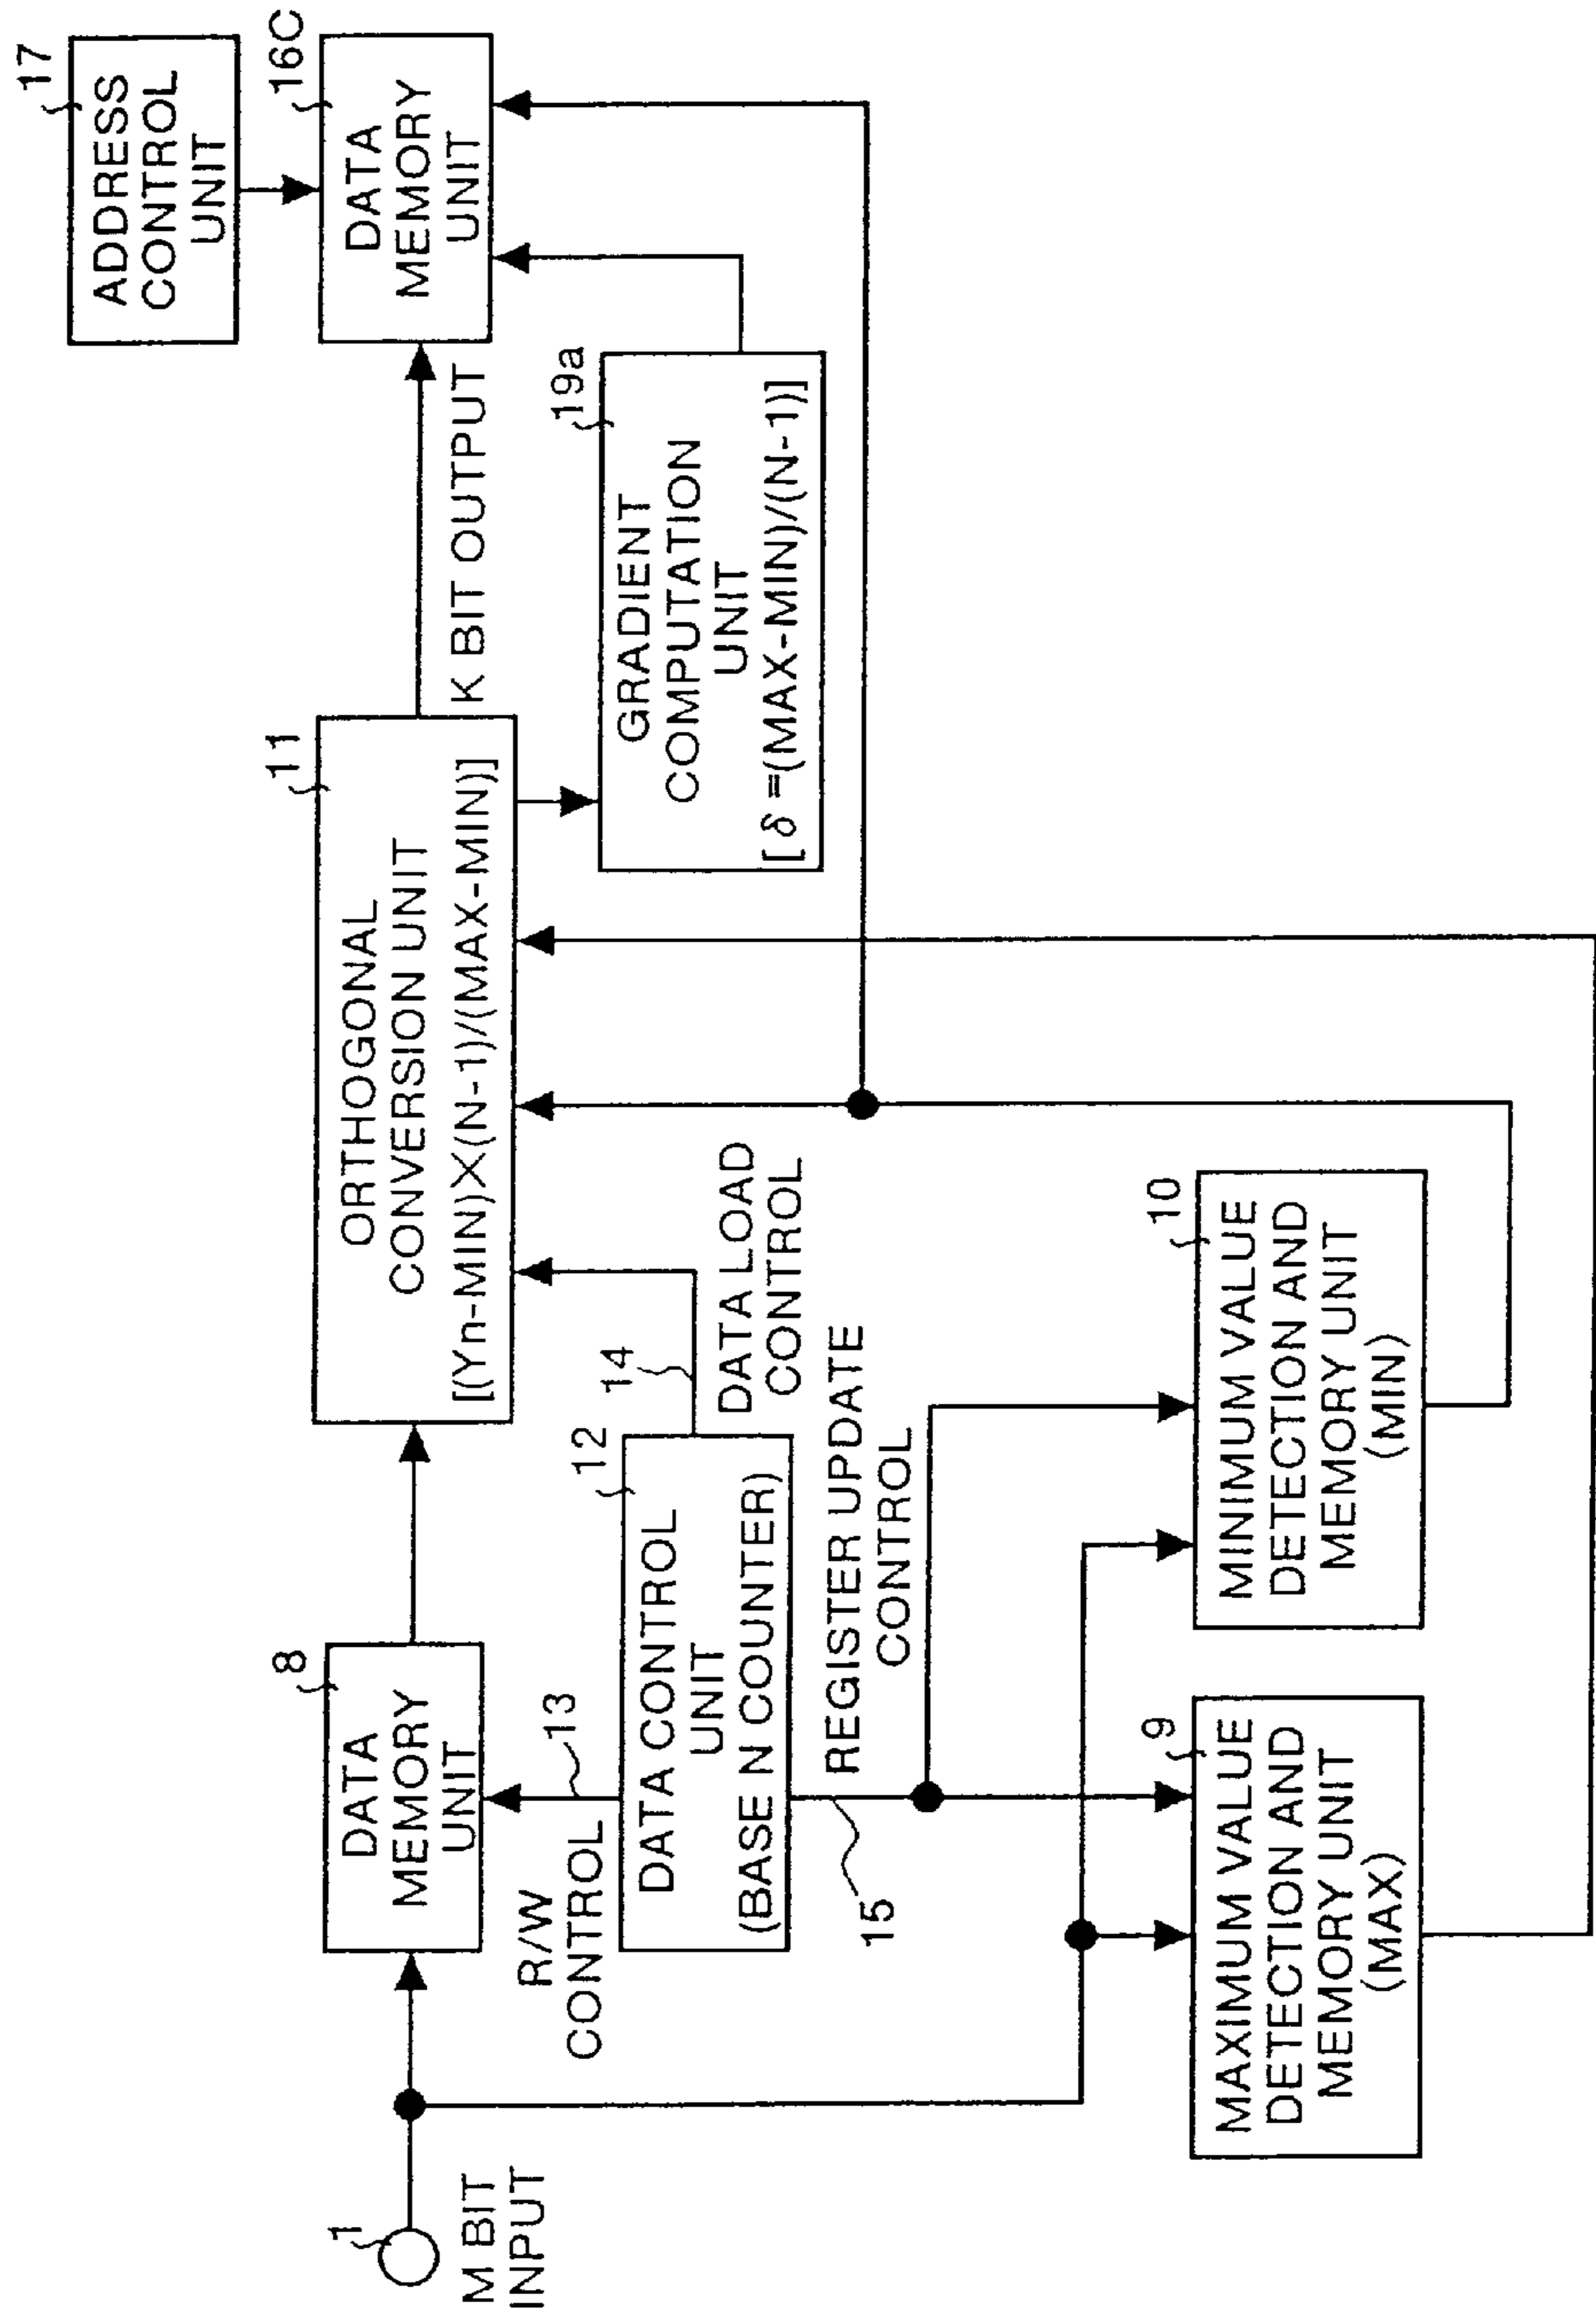 1
M BIT
INPUT
8
DATA
MEMORY
UNIT
R/W
CONTROL
13
12
DATA CONTROL
UNIT
(BASE N COUNTER)
14
DATA LOAD
CONTROL
15
REGISTER UPDATE
CONTROL
9
MAXIMUM VALUE
DETECTION AND
MEMORY UNIT
(MAX)
10
MINIMUM VALUE
DETECTION AND
MEMORY UNIT
(MIN)
11
ORTHOGONAL
CONVERSION UNIT
[(Yn-MIN)×(N-1)/(MAX-MIN)]
K BIT OUTPUT
19a
GRADIENT
COMPUTATION
UNIT
[δ=(MAX-MIN)/(N-1)]
17
ADDRESS
CONTROL
UNIT
16C
DATA
MEMORY
UNIT